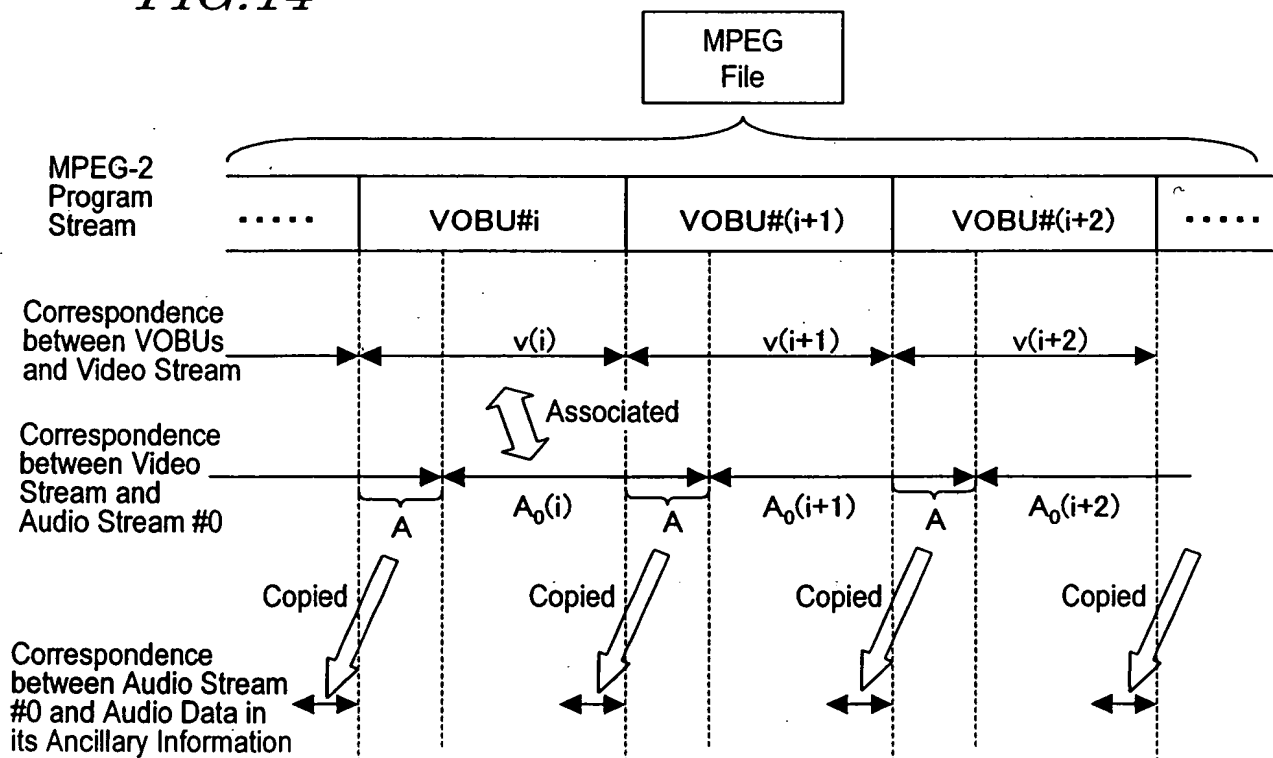 FIG.14
MPEG
File
MPEG-2
Program
Stream
..... VOBU#i VOBU#(i+1) VOBU#(i+2) .....
Correspondence
between VOBUs
and Video Stream
v(i) v(i+1) v(i+2)
Associated
Correspondence
between Video
Stream and
Audio Stream #0
A A₀(i) A A₀(i+1) A A₀(i+2)
Copied Copied Copied Copied
Correspondence
between Audio Stream
#0 and Audio Data in
its Ancillary Information